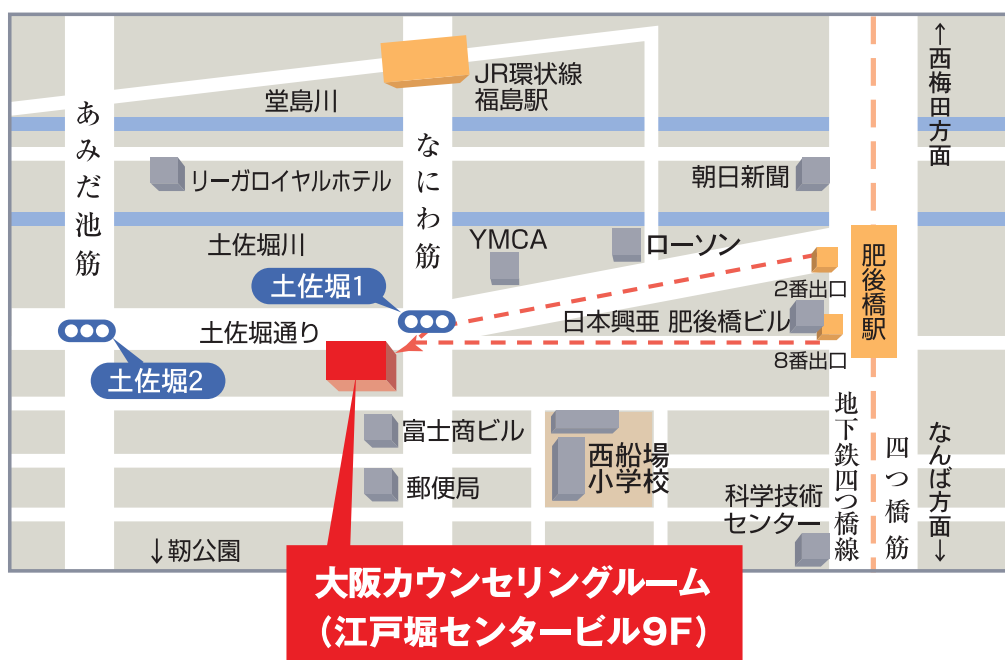 ↑西梅田方面
JR環状線
福島駅
堂島川
あみだ池筋
なにわ筋
リーガロイヤルホテル
朝日新聞
土佐堀川
YMCA
ローソン
肥後橋駅
土佐堀1
2番出口
土佐堀通り
日本興亜 肥後橋ビル
8番出口
土佐堀2
地下鉄四つ橋線
四つ橋筋
なんば方面→
富士商ビル
西船場
小学校
郵便局
科学技術
センター
↓靭公園
大阪カウンセリングルーム
（江戸堀センタービル9F）